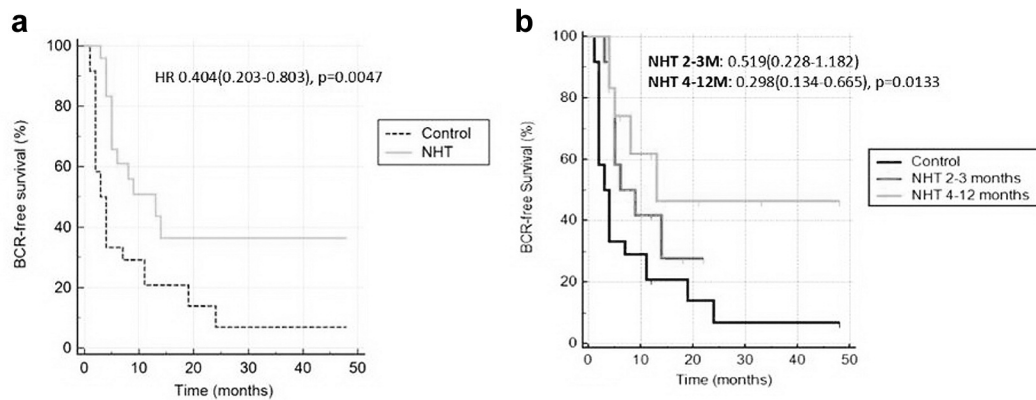 a
HR 0.404(0.203-0.803), p=0.0047
BCR-free survival (%)
100
80
60
40
20
0
0 10 20 30 40 50
Time (months)
Control
NHT
b
NHT 2-3M: 0.519(0.228-1.182)
NHT 4-12M: 0.298(0.134-0.665), p=0.0133
BCR-free Survival (%)
100
80
60
40
20
0
0 10 20 30 40 50
Time (months)
Control
NHT 2-3 months
NHT 4-12 months